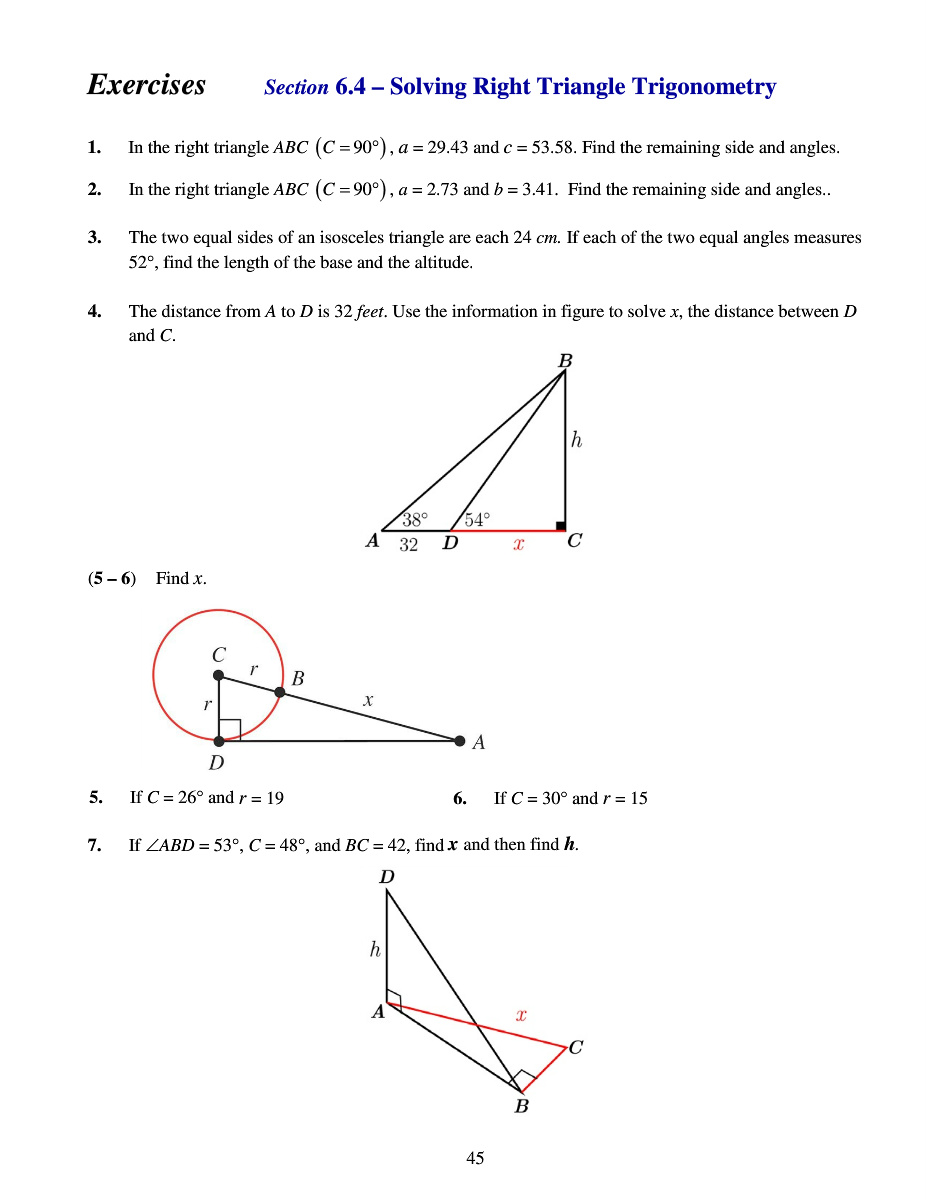 Exercises Section 6.4 – Solving Right Triangle Trigonometry
1. In the right triangle ABC (C = 90°), a = 29.43 and c = 53.58. Find the remaining side and angles.
2. In the right triangle ABC (C = 90°), a = 2.73 and b = 3.41. Find the remaining side and angles..
3. The two equal sides of an isosceles triangle are each 24 cm. If each of the two equal angles measures
52°, find the length of the base and the altitude.
4. The distance from A to D is 32 feet. Use the information in figure to solve x, the distance between D
and C.
B
h
38° 54°
A 32 D x C
(5 – 6) Find x.
C
r B
r x
A
D
5. If C = 26° and r = 19 6. If C = 30° and r = 15
7. If ∠ABD = 53°, C = 48°, and BC = 42, find x and then find h.
D
h
A x
C
B
45